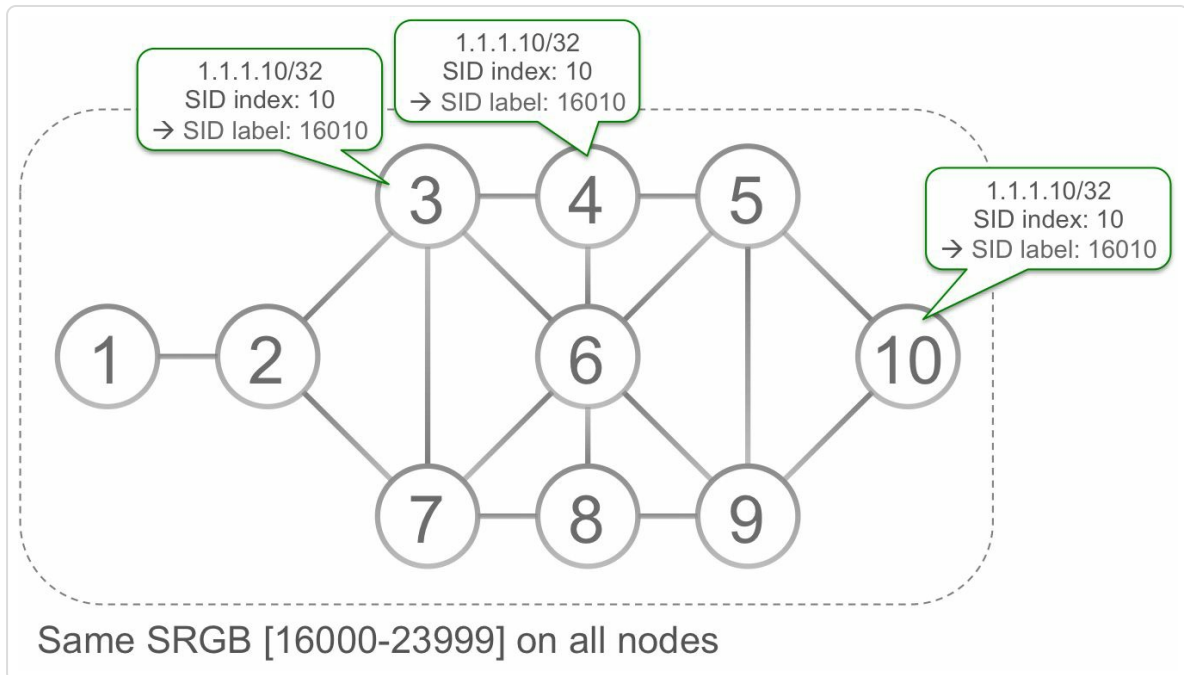 1.1.1.10/32
SID index: 10
→ SID label: 16010
1.1.1.10/32
SID index: 10
→ SID label: 16010
1.1.1.10/32
SID index: 10
→ SID label: 16010
3
4
5
1
2
6
10
7
8
9
Same SRGB [16000-23999] on all nodes